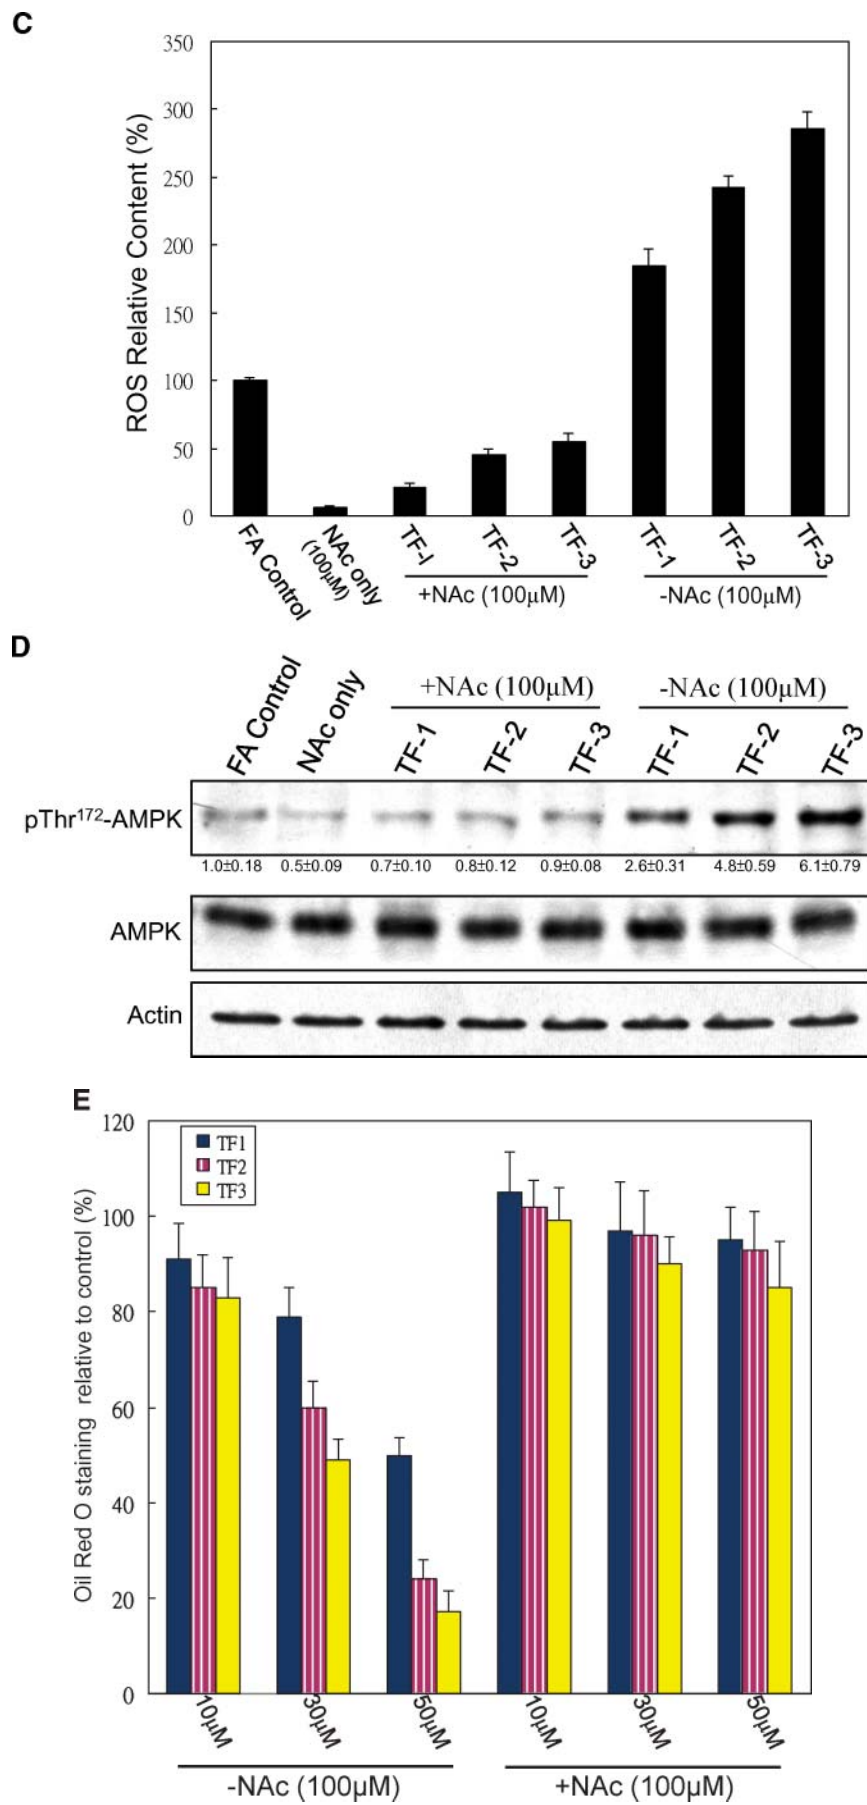 C
350
300
250
200
150
100
50
0
ROS Relative Content (%)
FA Control
NAc only
(100μM)
TF-I
TF-2
TF-3
TF-1
TF-2
TF-3
+NAc (100μM)
-NAc (100μM)
D
FA Control
NAc only
+NAc (100μM)
-NAc (100μM)
TF-1
TF-2
TF-3
TF-1
TF-2
TF-3
pThr172-AMPK
1.0±0.18 0.5±0.09 0.7±0.10 0.8±0.12 0.9±0.08 2.6±0.31 4.8±0.59 6.1±0.79
AMPK
Actin
E
120
100
80
60
40
20
0
Oil Red O staining relative to control (%)
TF1
TF2
TF3
10μM
30μM
50μM
10μM
30μM
50μM
-NAc (100μM)
+NAc (100μM)